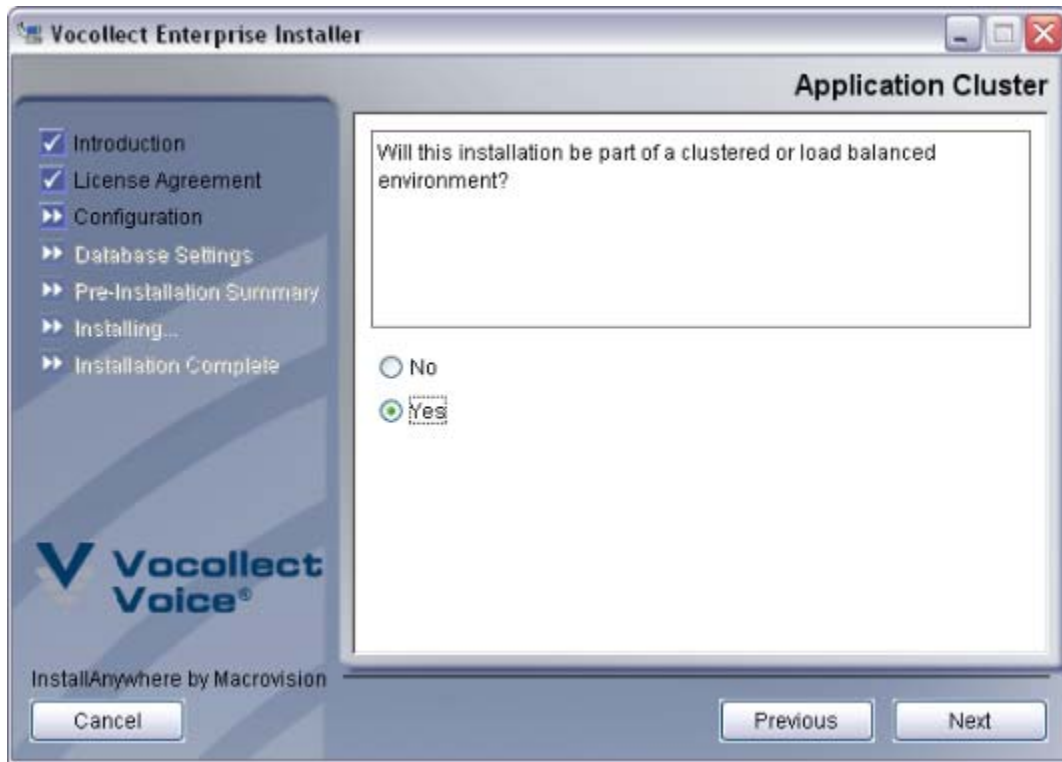 Vocollect Enterprise Installer
Application Cluster
Introduction
License Agreement
Configuration
Database Settings
Pre-Installation Summary
Installing...
Installation Complete
Will this installation be part of a clustered or load balanced
environment?
No
Yes
V Vocollect
Voice®
InstallAnywhere by Macrovision
Cancel
Previous
Next